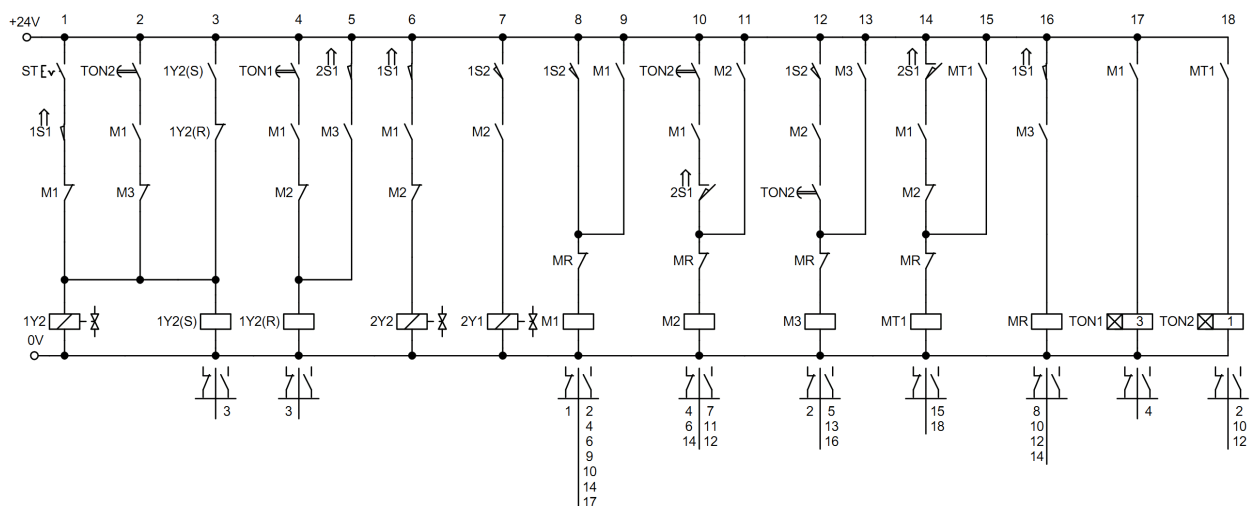 +24V 1 2 3 4 5 6 7 8 9 10 11 12 13 14 15 16 17 18
ST TON2 1Y2(S) TON1 2S1 1S1 1S2 1S2 M1 TON2 M2 1S2 M3 2S1 MT1 1S1 M1 MT1
1S1 M1 1Y2(R) M1 M3 M1 M2 M1 M2 M1 M3
M1 M3 M2 M2 2S1 TON2 M2
MR MR MR MR
1Y2 1Y2(S) 1Y2(R) 2Y2 2Y1 M1 M2 M3 MT1 MR TON1 3 TON2 1
0V
3 3 1 2 4 7 2 5 15 8 4 2
4 6 11 13 18 10 10
6 14 12 16 12 12
9 14
10
14
17